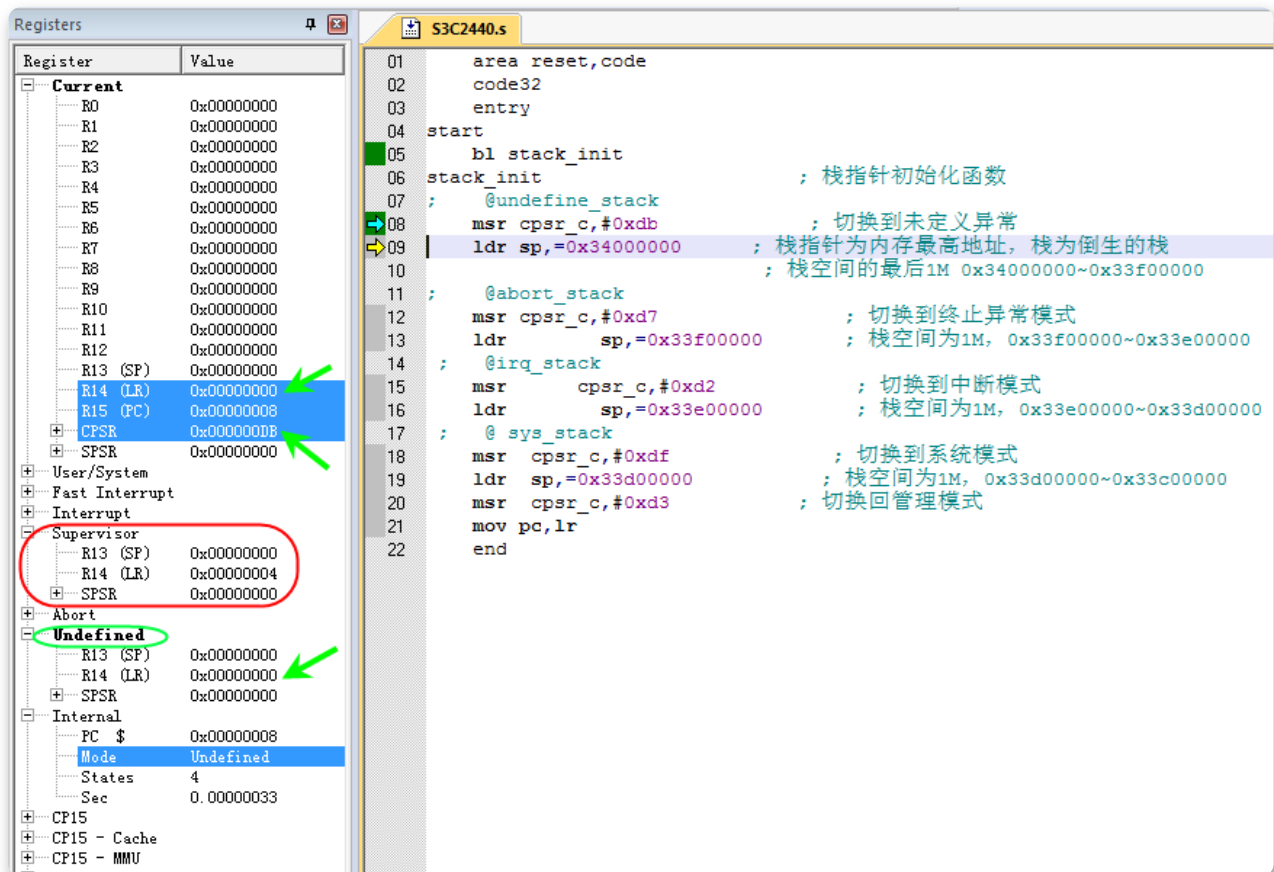 Registers
Register Value
Current
R0 0x00000000
R1 0x00000000
R2 0x00000000
R3 0x00000000
R4 0x00000000
R5 0x00000000
R6 0x00000000
R7 0x00000000
R8 0x00000000
R9 0x00000000
R10 0x00000000
R11 0x00000000
R12 0x00000000
R13 (SP) 0x00000000
R14 (LR) 0x00000000
R15 (PC) 0x00000008
CPSR 0x000000DB
SPSR 0x00000000
User/System
Fast Interrupt
Interrupt
Supervisor
R13 (SP) 0x00000000
R14 (LR) 0x00000004
SPSR 0x00000000
Abort
Undefined
R13 (SP) 0x00000000
R14 (LR) 0x00000000
SPSR 0x00000000
Internal
PC $ 0x00000008
Mode Undefined
States 4
Sec 0.00000033
CP15
CP15 - Cache
CP15 - MMU
S3C2440.s
01 area reset,code
02 code32
03 entry
04 start
05 bl stack_init
06 stack_init ; 栈指针初始化函数
07 ; @undefine_stack
08 msr cpsr_c,#0xdb ; 切换到未定义异常
09 ldr sp,=0x34000000 ; 栈指针为内存最高地址，栈为倒生的栈
10 ; 栈空间的最后1M 0x34000000~0x33f00000
11 ; @abort_stack
12 msr cpsr_c,#0xd7 ; 切换到终止异常模式
13 ldr sp,=0x33f00000 ; 栈空间为1M，0x33f00000~0x33e00000
14 ; @irq_stack
15 msr cpsr_c,#0xd2 ; 切换到中断模式
16 ldr sp,=0x33e00000 ; 栈空间为1M，0x33e00000~0x33d00000
17 ; @ sys_stack
18 msr cpsr_c,#0xdf ; 切换到系统模式
19 ldr sp,=0x33d00000 ; 栈空间为1M，0x33d00000~0x33c00000
20 msr cpsr_c,#0xd3 ; 切换回管理模式
21 mov pc,lr
22 end